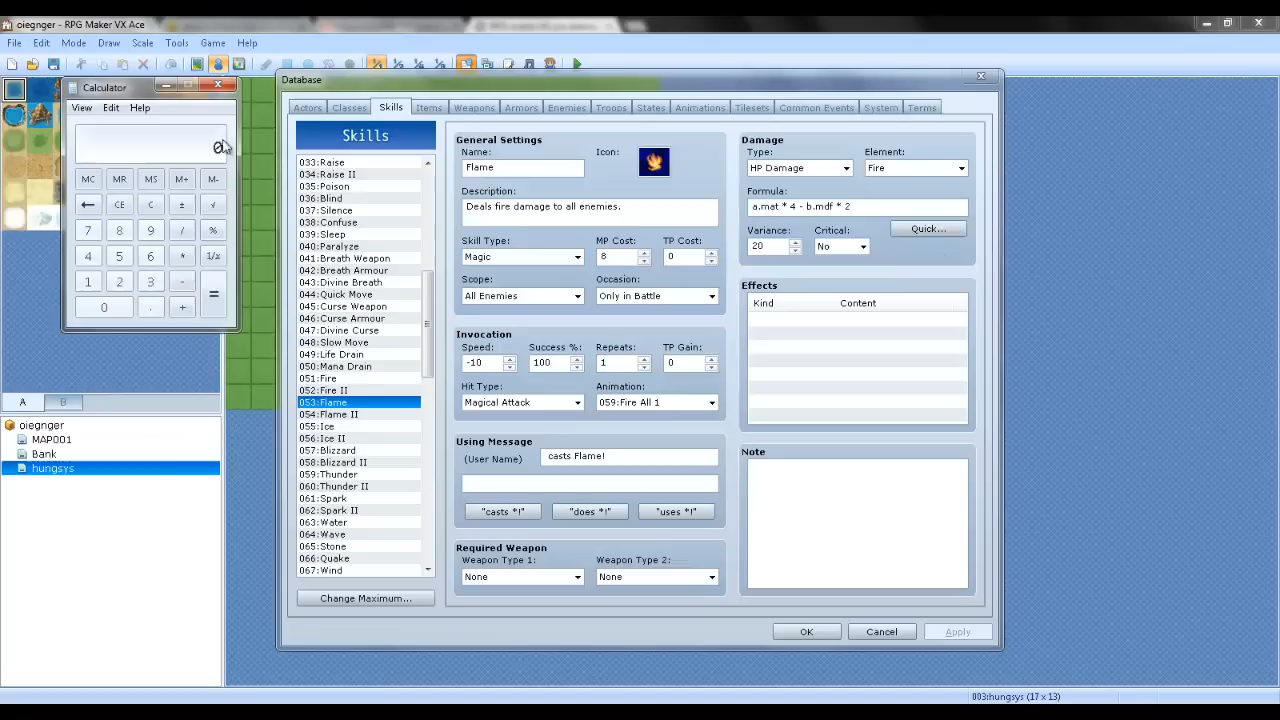 oiegnger - RPG Maker VX Ace
File Edit Mode Draw Scale Tools Game Help
Calculator
View Edit Help
0
MC MR MS M+ M-
← CE C ± √
7 8 9 / %
4 5 6 * 1/x
1 2 3 - =
0 . +
A B
oiegnger
MAP001
Bank
hungsys
Database
Actors Classes Skills Items Weapons Armors Enemies Troops States Animations Tilesets Common Events System Terms
Skills
033:Raise
034:Raise II
035:Poison
036:Blind
037:Silence
038:Confuse
039:Sleep
040:Paralyze
041:Breath Weapon
042:Breath Armour
043:Divine Breath
044:Quick Move
045:Curse Weapon
046:Curse Armour
047:Divine Curse
048:Slow Move
049:Life Drain
050:Mana Drain
051:Fire
052:Fire II
053:Flame
054:Flame II
055:Ice
056:Ice II
057:Blizzard
058:Blizzard II
059:Thunder
060:Thunder II
061:Spark
062:Spark II
063:Water
064:Wave
065:Stone
066:Quake
067:Wind
Change Maximum...
General Settings
Name: Icon:
Flame
Description:
Deals fire damage to all enemies.
Skill Type: MP Cost: TP Cost:
Magic 8 0
Scope: Occasion:
All Enemies Only in Battle
Invocation
Speed: Success %: Repeats: TP Gain:
-10 100 1 0
Hit Type: Animation:
Magical Attack 059:Fire All 1
Using Message
(User Name) casts Flame!
"casts *!" "does *!" "uses *!"
Required Weapon
Weapon Type 1: Weapon Type 2:
None None
Damage
Type: Element:
HP Damage Fire
Formula:
a.mat * 4 - b.mdf * 2
Variance: Critical:
20 No Quick...
Effects
Kind Content
Note
OK Cancel Apply
003:hungsys (17 x 13)